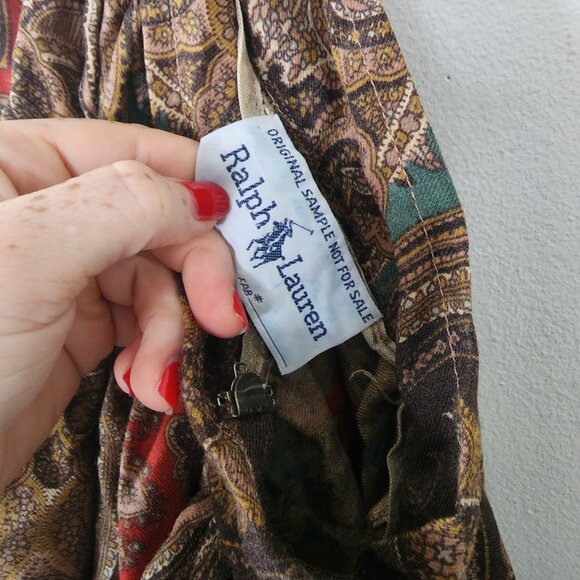 ORIGINAL SAMPLE NOT FOR SALE
Ralph Lauren
FAB #